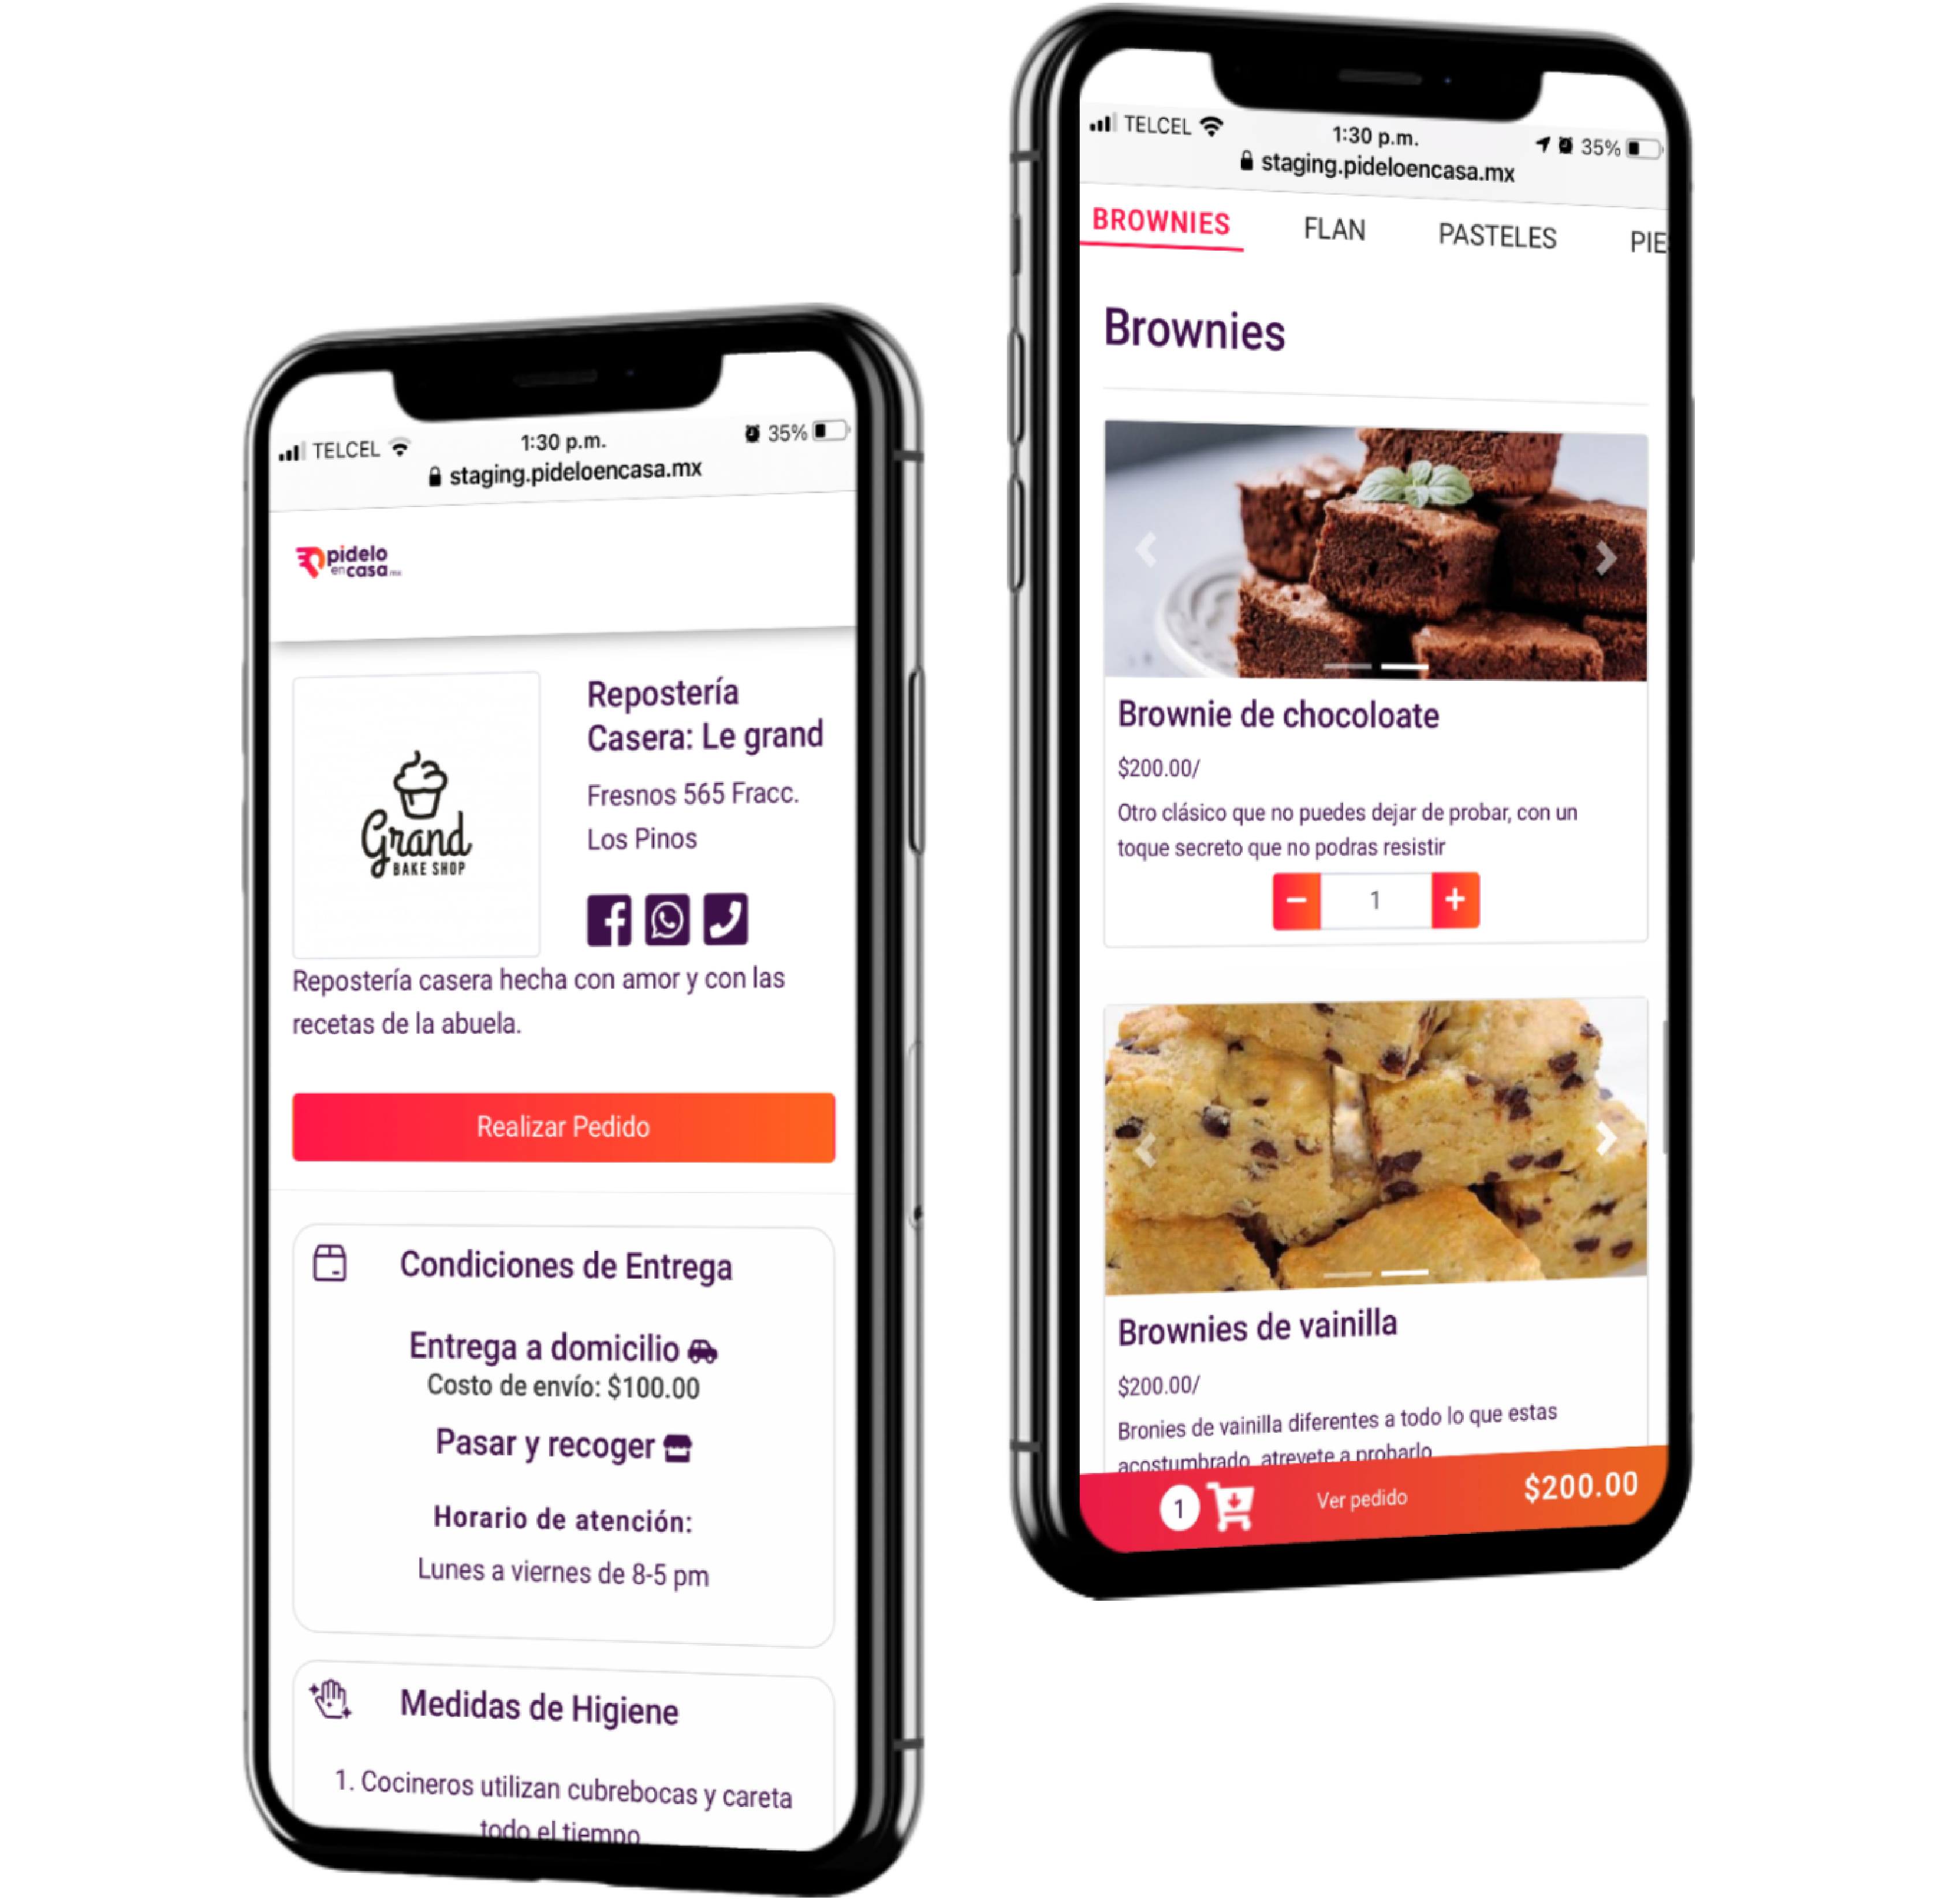 TELCEL
1:30 p.m.
35%
staging.pideloencasa.mx
pidelo
en casa.mx
Grand
BAKE SHOP
Repostería
Casera: Le grand
Fresnos 565 Fracc.
Los Pinos
Repostería casera hecha con amor y con las
recetas de la abuela.
Realizar Pedido
Condiciones de Entrega
Entrega a domicilio
Costo de envío: $100.00
Pasar y recoger
Horario de atención:
Lunes a viernes de 8-5 pm
Medidas de Higiene
1. Cocineros utilizan cubrebocas y careta
todo el tiempo
TELCEL
1:30 p.m.
35%
staging.pideloencasa.mx
BROWNIES FLAN PASTELES PIES
Brownies
Brownie de chocoloate
$200.00/
Otro clásico que no puedes dejar de probar, con un
toque secreto que no podras resistir
− 1 +
Brownies de vainilla
$200.00/
Bronies de vainilla diferentes a todo lo que estas
acostumbrado, atrevete a probarlo
1 Ver pedido $200.00